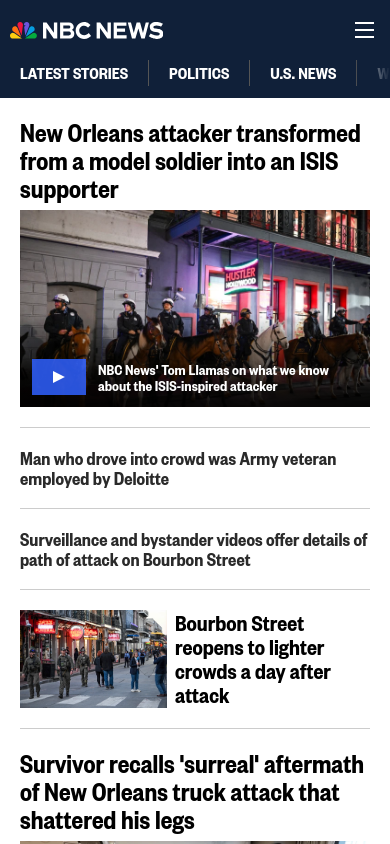 NBC NEWS
LATEST STORIES
POLITICS
U.S. NEWS
New Orleans attacker transformed
from a model soldier into an ISIS
supporter
HUSTLER
HOLLYWOOD
NBC News' Tom Llamas on what we know
about the ISIS-inspired attacker
Man who drove into crowd was Army veteran
employed by Deloitte
Surveillance and bystander videos offer details of
path of attack on Bourbon Street
Bourbon Street
reopens to lighter
crowds a day after
attack
Survivor recalls 'surreal' aftermath
of New Orleans truck attack that
shattered his legs